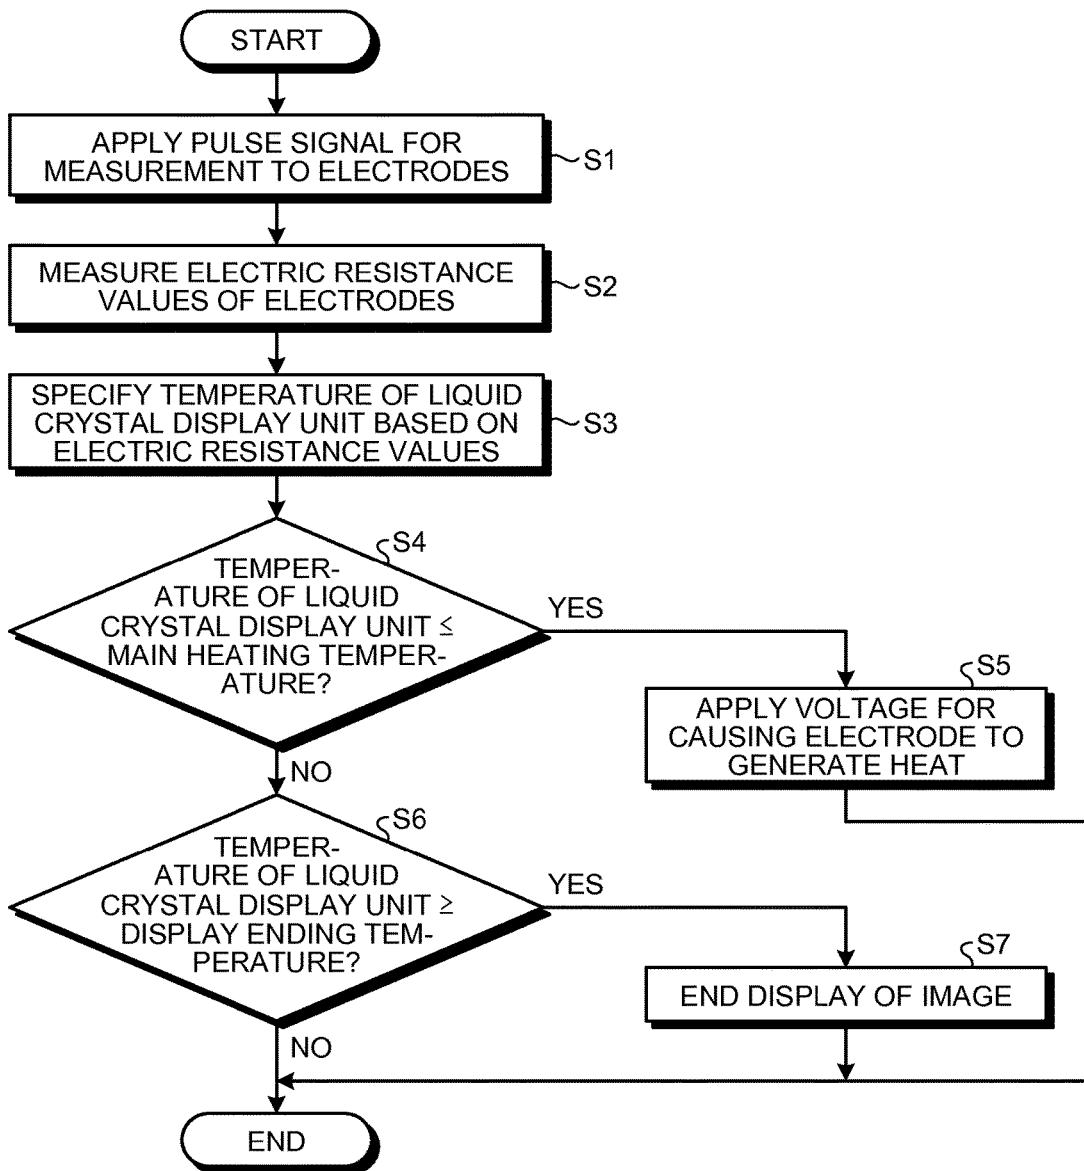 START
APPLY PULSE SIGNAL FOR
MEASUREMENT TO ELECTRODES
S1
MEASURE ELECTRIC RESISTANCE
VALUES OF ELECTRODES
S2
SPECIFY TEMPERATURE OF LIQUID
CRYSTAL DISPLAY UNIT BASED ON
ELECTRIC RESISTANCE VALUES
S3
S4
TEMPER-
ATURE OF LIQUID
CRYSTAL DISPLAY UNIT ≤
MAIN HEATING TEMPER-
ATURE?
YES
S5
APPLY VOLTAGE FOR
CAUSING ELECTRODE TO
GENERATE HEAT
NO
S6
TEMPER-
ATURE OF LIQUID
CRYSTAL DISPLAY UNIT ≥
DISPLAY ENDING TEM-
PERATURE?
YES
S7
END DISPLAY OF IMAGE
NO
END